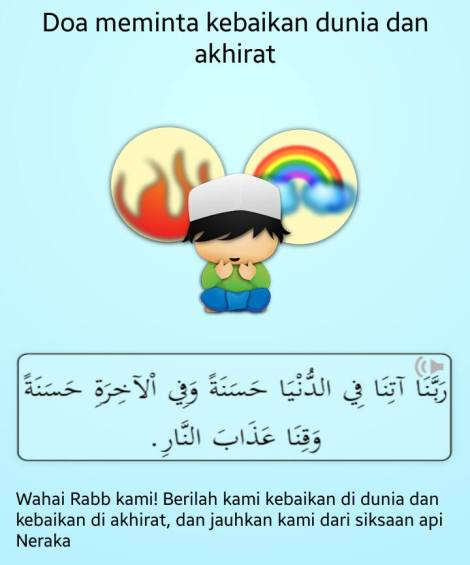 Doa meminta kebaikan dunia dan
akhirat
رَبَّنَا آتِنَا فِي الدُّنْيَا حَسَنَةً وَفِي الْآخِرَةِ حَسَنَةً
وَقِنَا عَذَابَ النَّارِ.
Wahai Rabb kami! Berilah kami kebaikan di dunia dan
kebaikan di akhirat, dan jauhkan kami dari siksaan api
Neraka